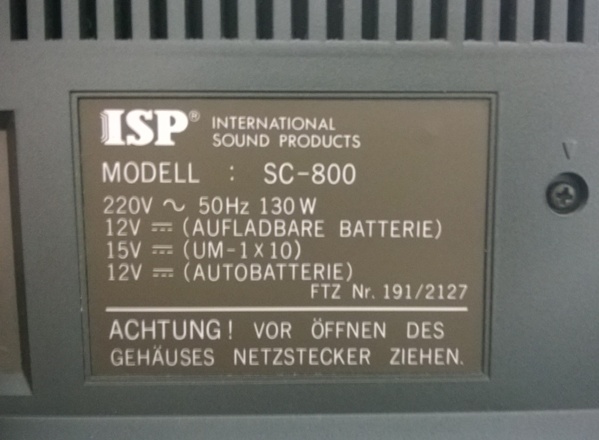 ISP® INTERNATIONAL
SOUND PRODUCTS
MODELL : SC-800
220V ~ 50Hz 130W
12V ⎓ (AUFLADBARE BATTERIE)
15V ⎓ (UM-1×10)
12V ⎓ (AUTOBATTERIE)
FTZ Nr. 191/2127
ACHTUNG! VOR ÖFFNEN DES
GEHÄUSES NETZSTECKER ZIEHEN.